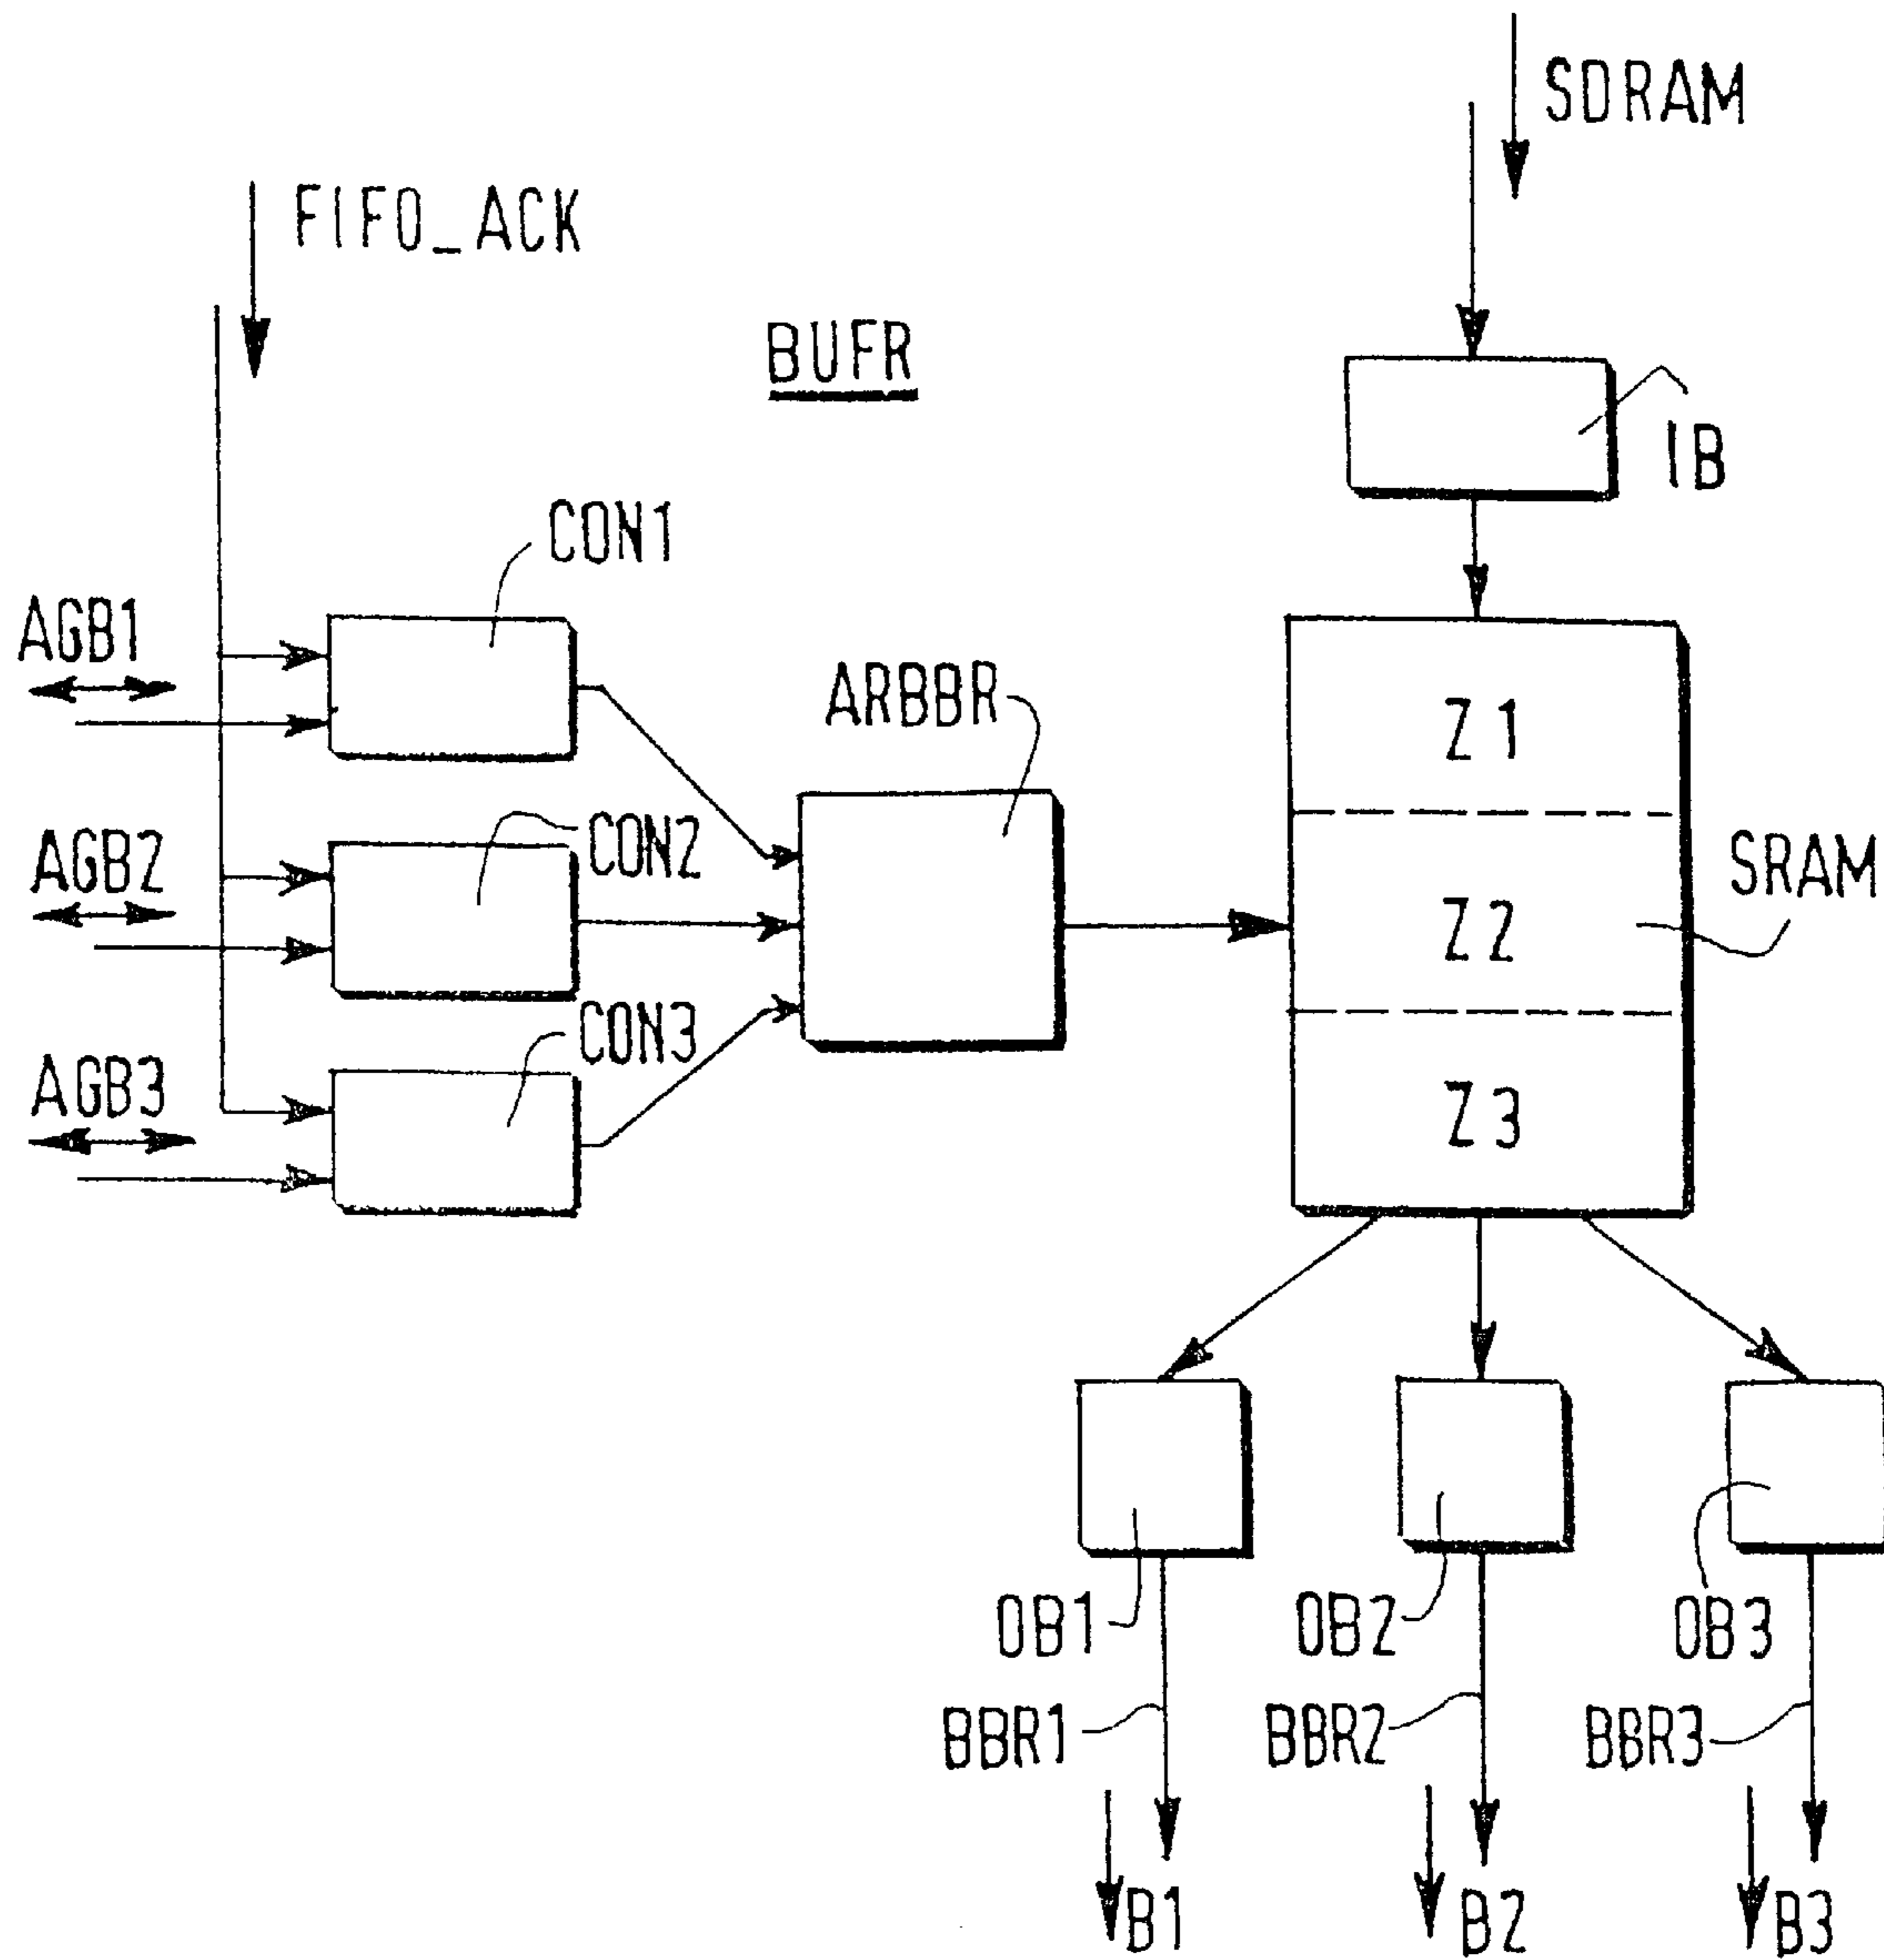 SDRAM
FIFO_ACK
BUFR
IB
CON1
AGB1
ARBBR
Z1
CON2
AGB2
SRAM
Z2
CON3
AGB3
Z3
OB1
OB2
OB3
BBR1
BBR2
BBR3
B1
B2
B3